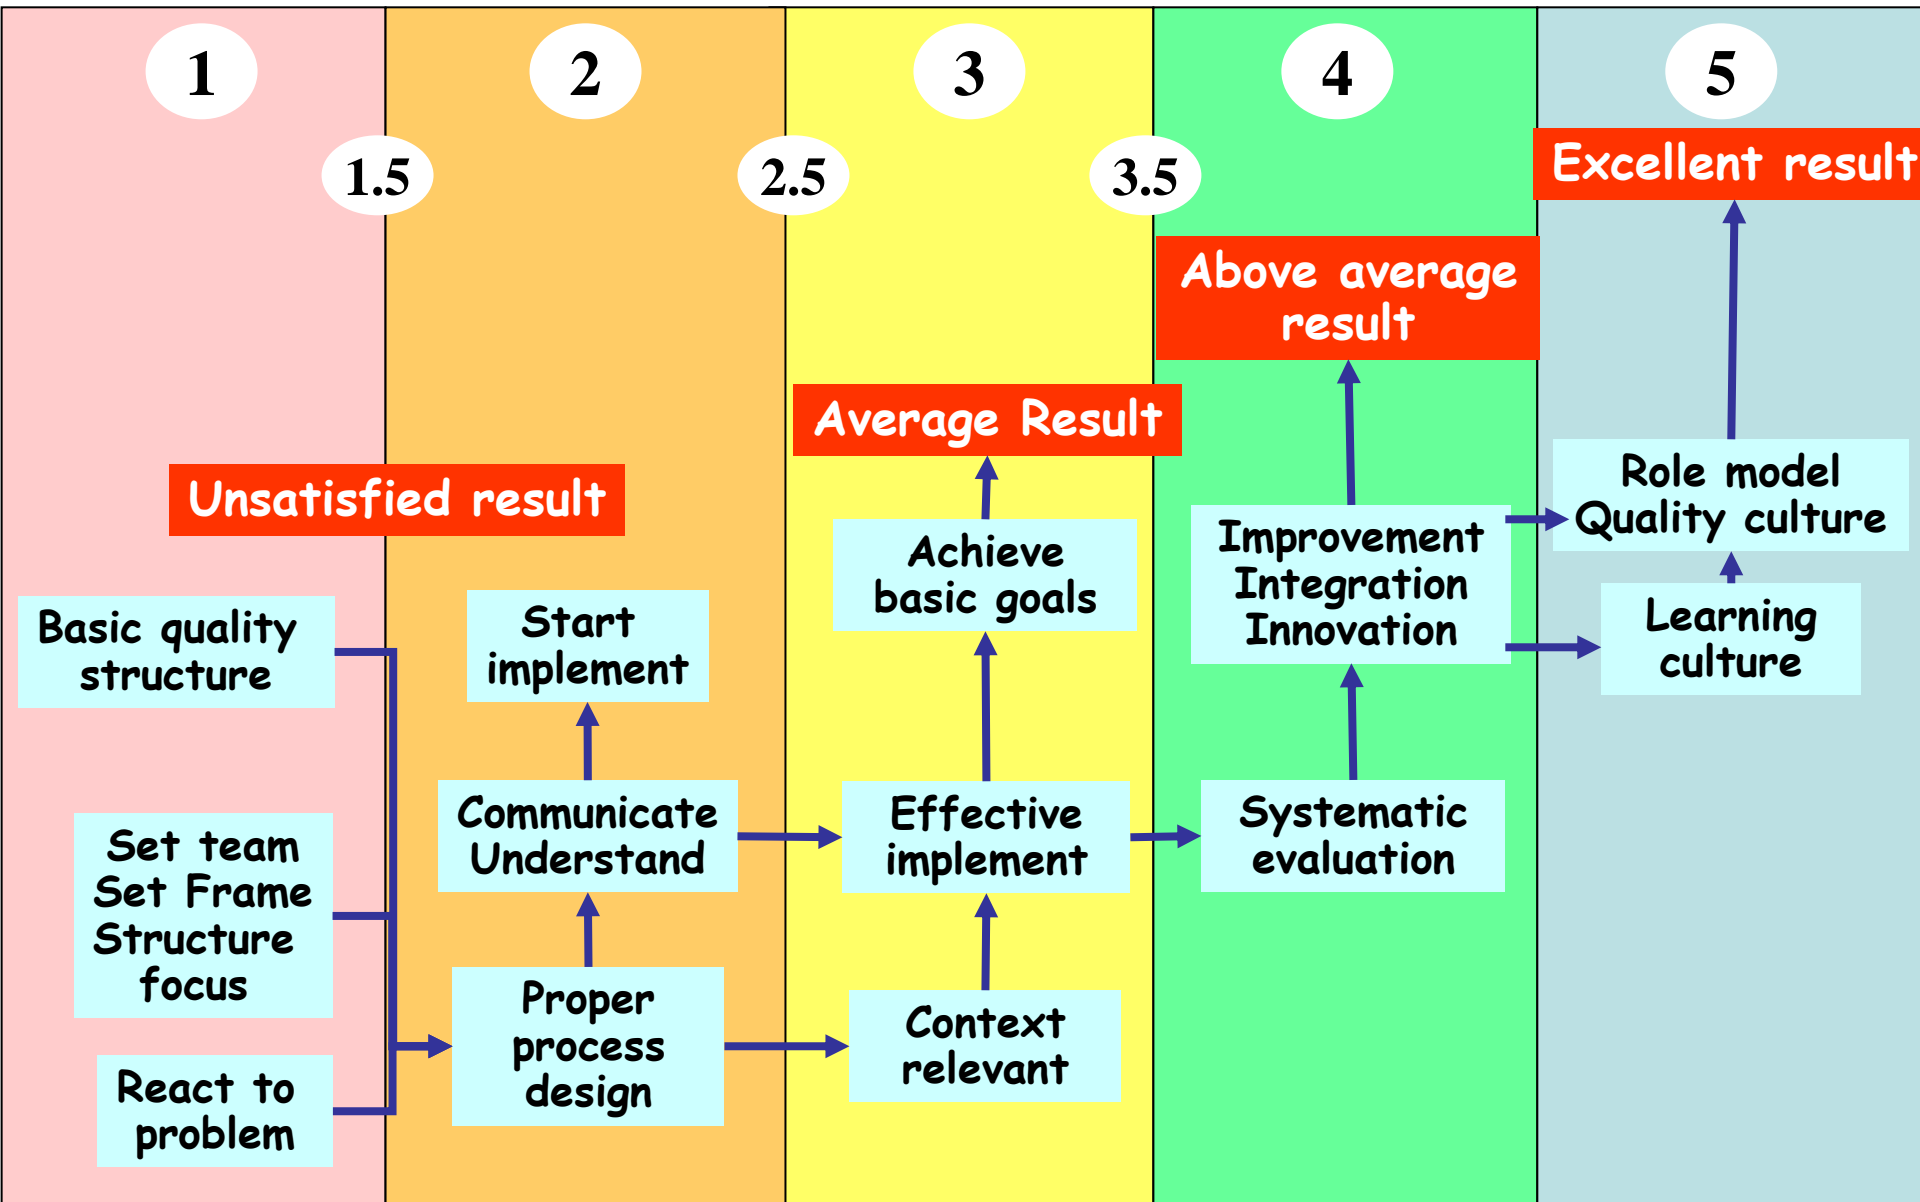 1
2
3
4
5
1.5
2.5
3.5
Excellent result
Above average
result
Average Result
Unsatisfied result
Basic quality
structure
Set team
Set Frame
Structure
focus
React to
problem
Start
implement
Communicate
Understand
Proper
process
design
Achieve
basic goals
Effective
implement
Context
relevant
Improvement
Integration
Innovation
Systematic
evaluation
Role model
Quality culture
Learning
culture